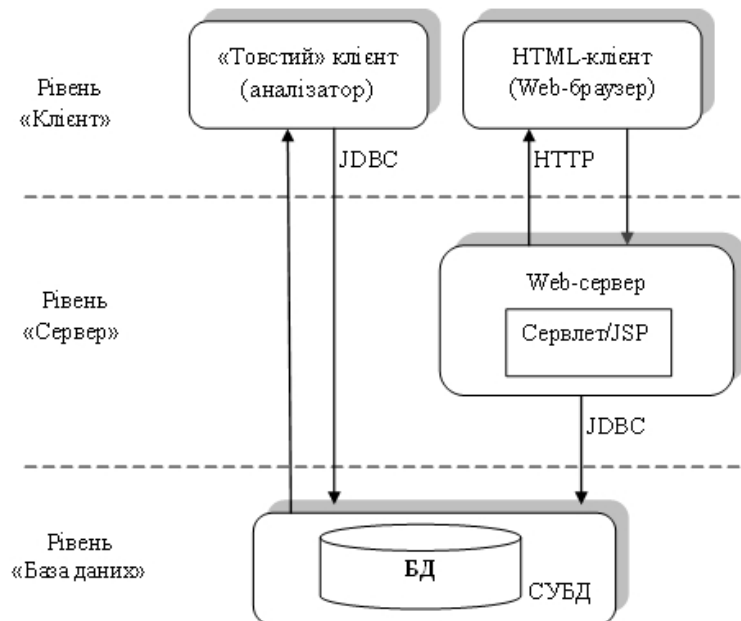 «Товстий» клієнт
(аналізатор)
HTML-клієнт
(Web-браузер)
Рівень
«Клієнт»
JDBC
HTTP
Рівень
«Сервер»
Web-сервер
Сервлет/JSP
JDBC
Рівень
«База даних»
БД
СУБД